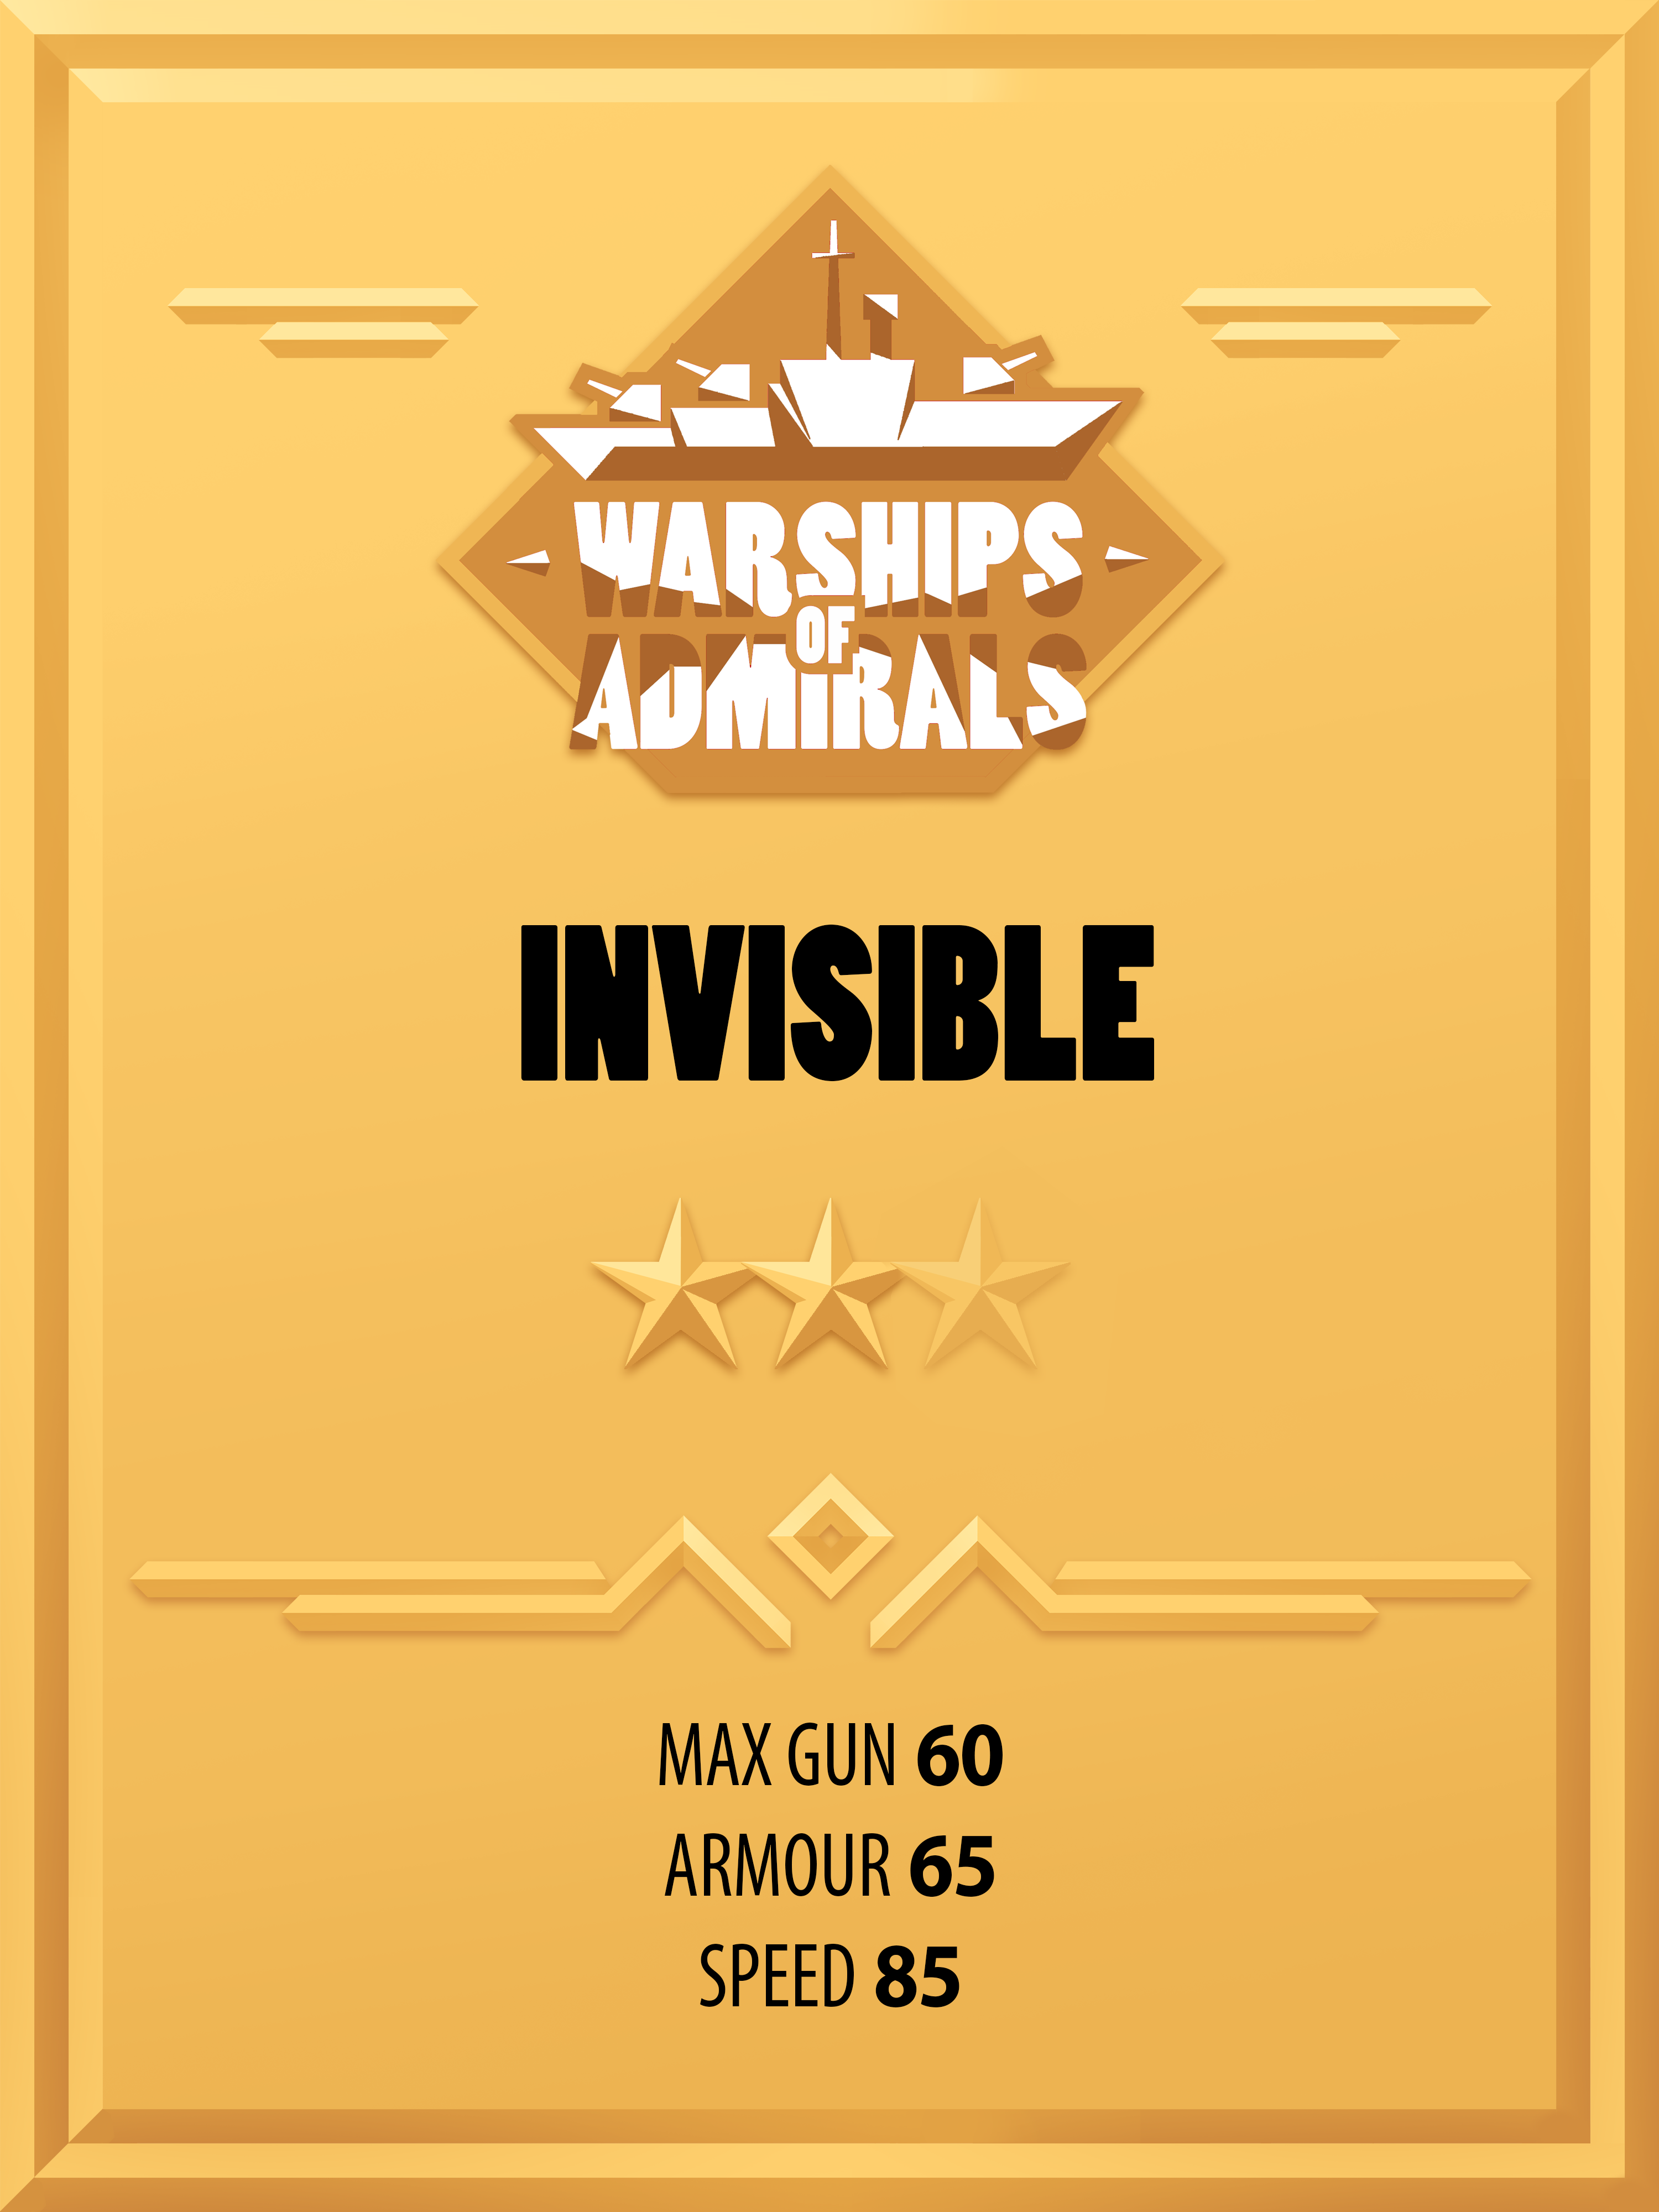 WARSHIPS
OF
ADMIRALS
INVISIBLE
MAX GUN 60
ARMOUR 65
SPEED 85